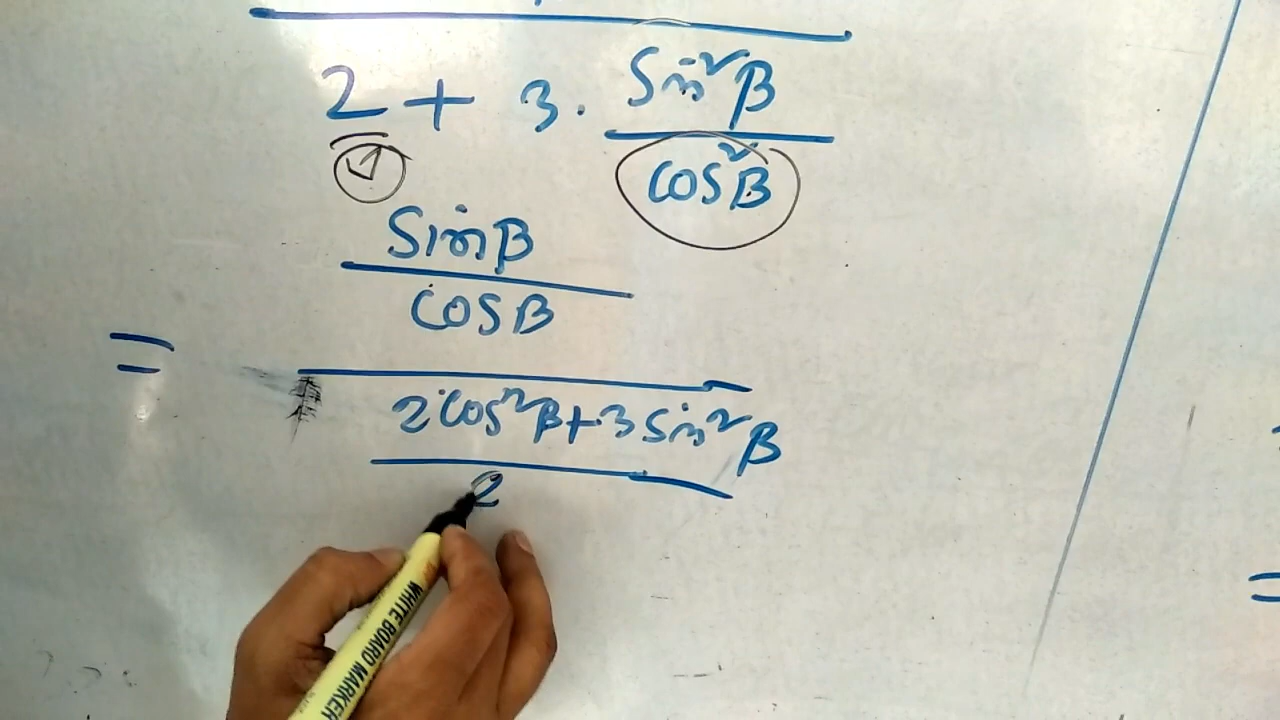 2 + 3 . Sin²β
cos²β
Sinβ
cosβ
=
2cos²β+3sin²β
2
WHITE BOARD MARKER
=